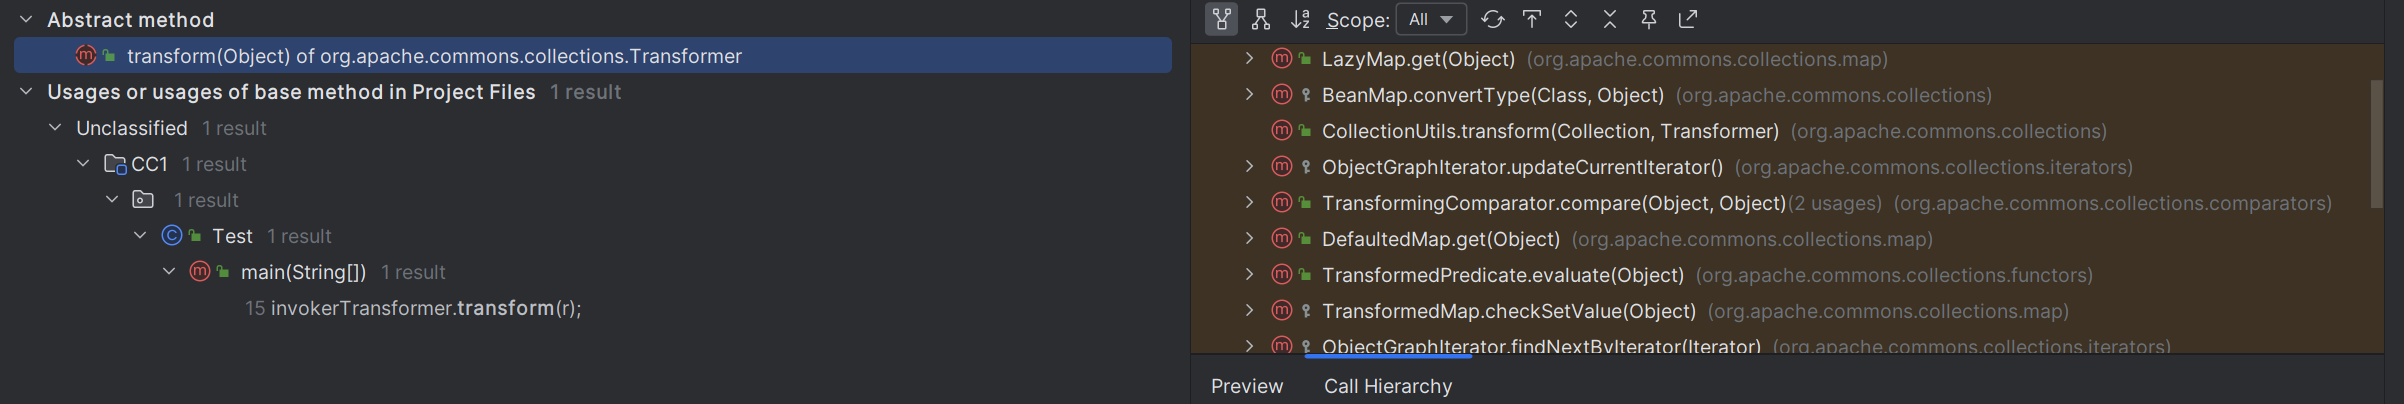 Abstract method
transform(Object) of org.apache.commons.collections.Transformer
Usages or usages of base method in Project Files 1 result
Unclassified 1 result
CC1 1 result
1 result
Test 1 result
main(String[]) 1 result
15 invokerTransformer.transform(r);
Scope: All
LazyMap.get(Object) (org.apache.commons.collections.map)
BeanMap.convertType(Class, Object) (org.apache.commons.collections)
CollectionUtils.transform(Collection, Transformer) (org.apache.commons.collections)
ObjectGraphIterator.updateCurrentIterator() (org.apache.commons.collections.iterators)
TransformingComparator.compare(Object, Object)(2 usages) (org.apache.commons.collections.comparators)
DefaultedMap.get(Object) (org.apache.commons.collections.map)
TransformedPredicate.evaluate(Object) (org.apache.commons.collections.functors)
TransformedMap.checkSetValue(Object) (org.apache.commons.collections.map)
ObjectGraphIterator.findNextByIterator(Iterator) (org.apache.commons.collections.iterators)
Preview Call Hierarchy